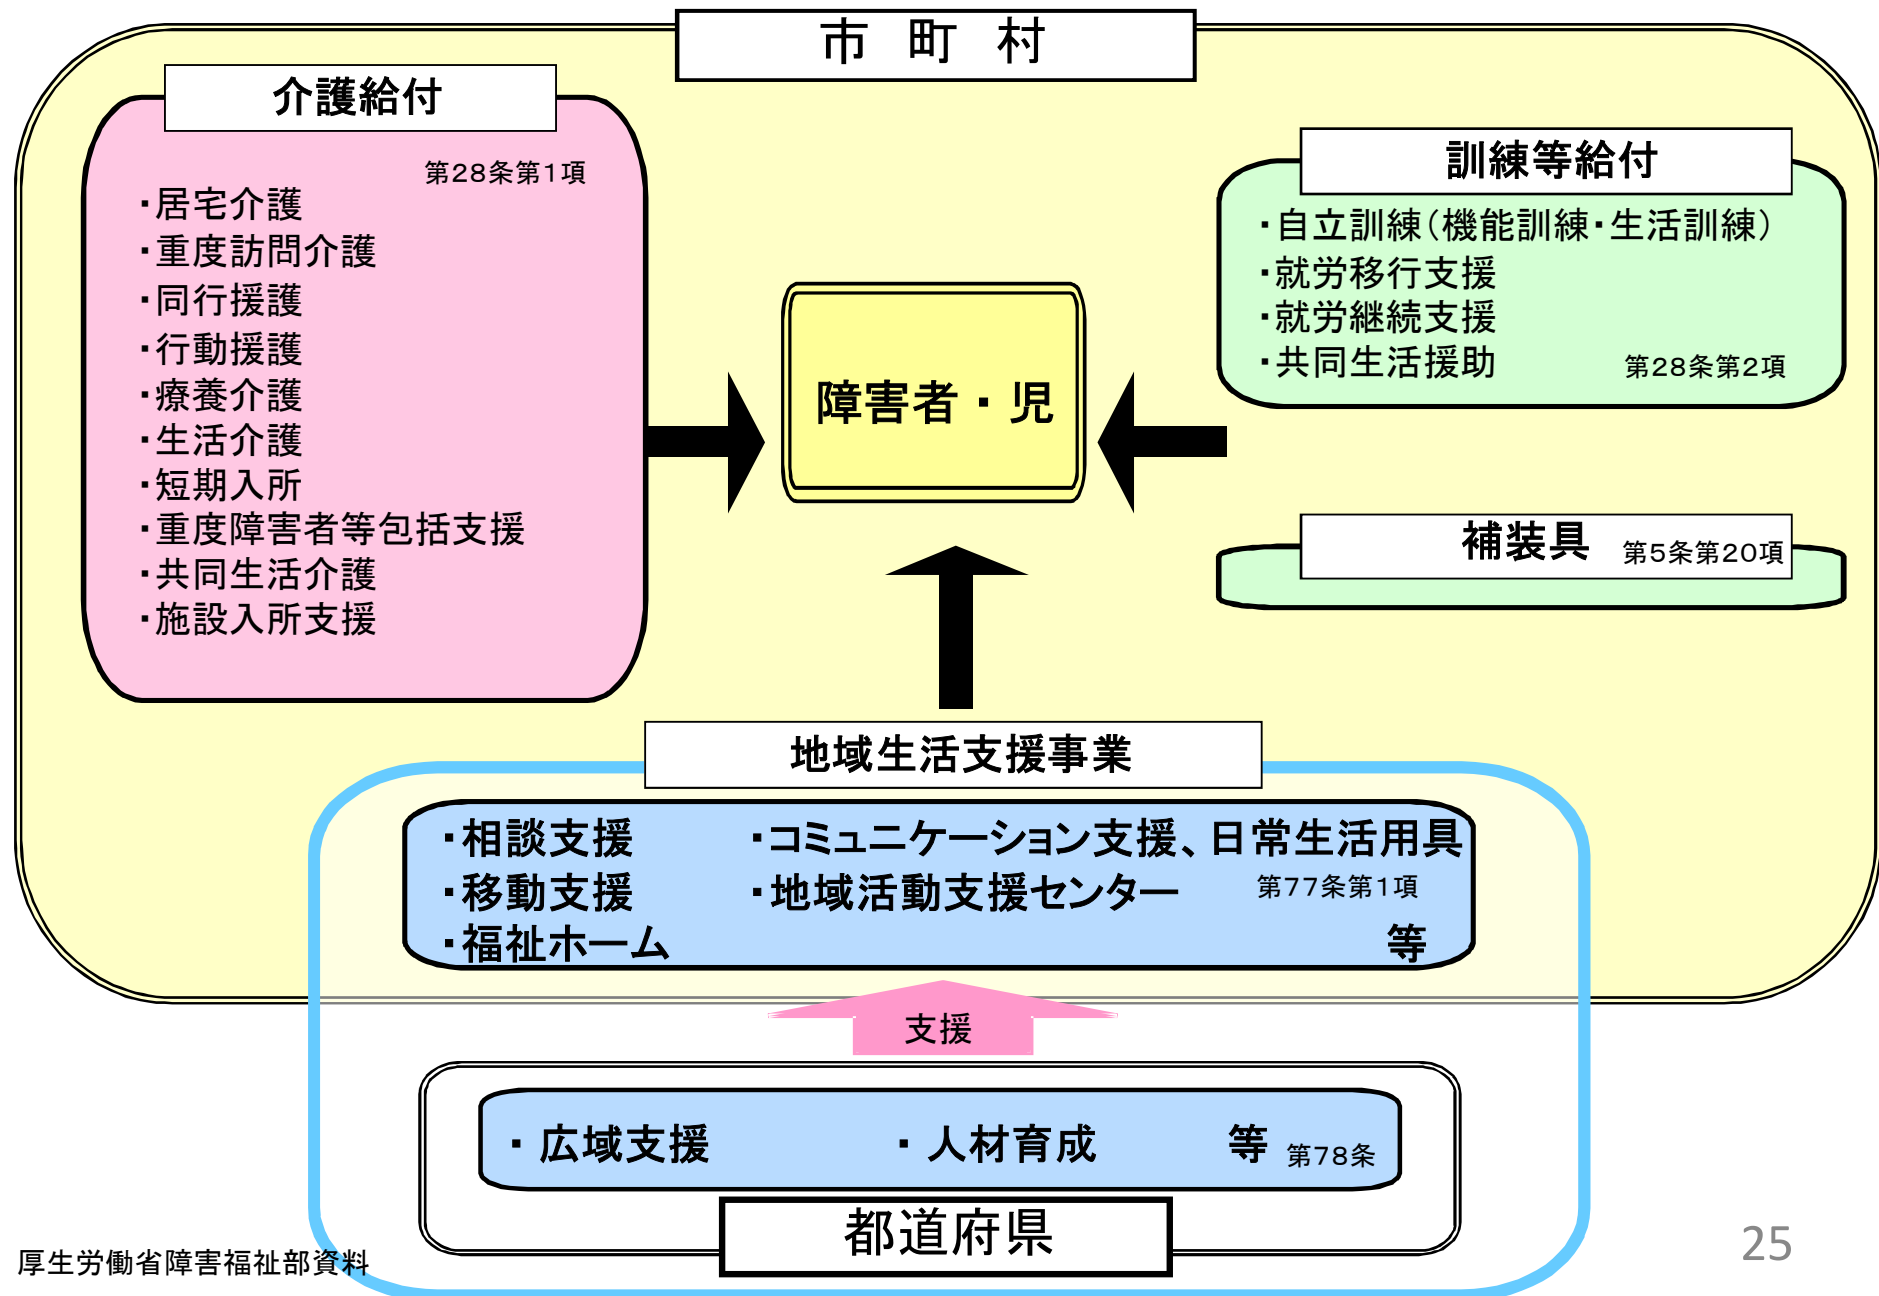 市 町 村
介護給付
第28条第1項
・居宅介護
・重度訪問介護
・同行援護
・行動援護
・療養介護
・生活介護
・短期入所
・重度障害者等包括支援
・共同生活介護
・施設入所支援
障害者・児
訓練等給付
・自立訓練(機能訓練・生活訓練)
・就労移行支援
・就労継続支援
・共同生活援助 第28条第2項
補装具 第5条第20項
地域生活支援事業
・相談支援 ・コミュニケーション支援、日常生活用具
・移動支援 ・地域活動支援センター 第77条第1項
・福祉ホーム 等
支援
・広域支援 ・人材育成 等 第78条
都道府県
厚生労働省障害福祉部資料
25